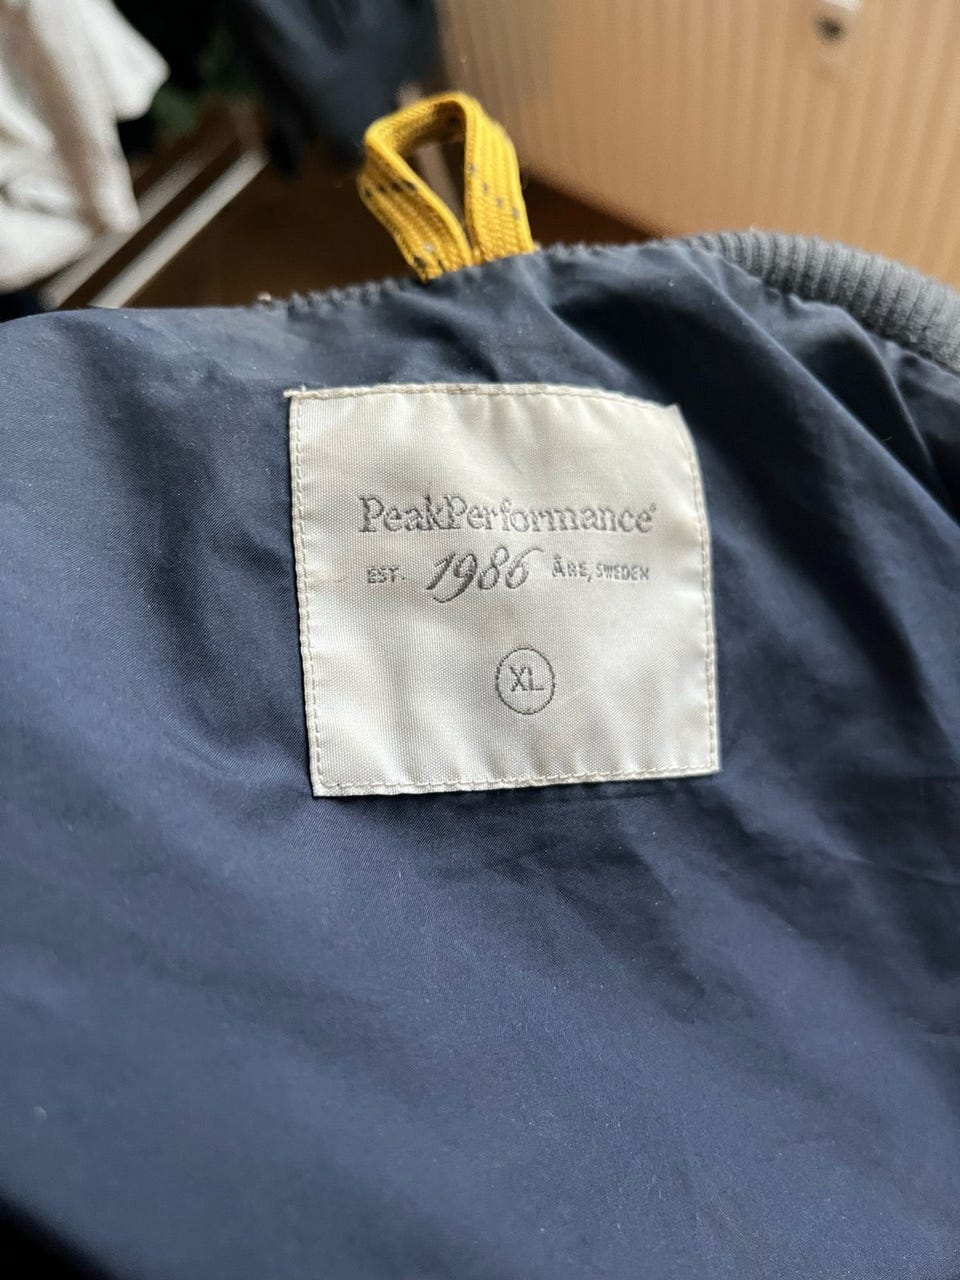 PeakPerformance®
EST. 1986 ÅRE, SWEDEN
XL